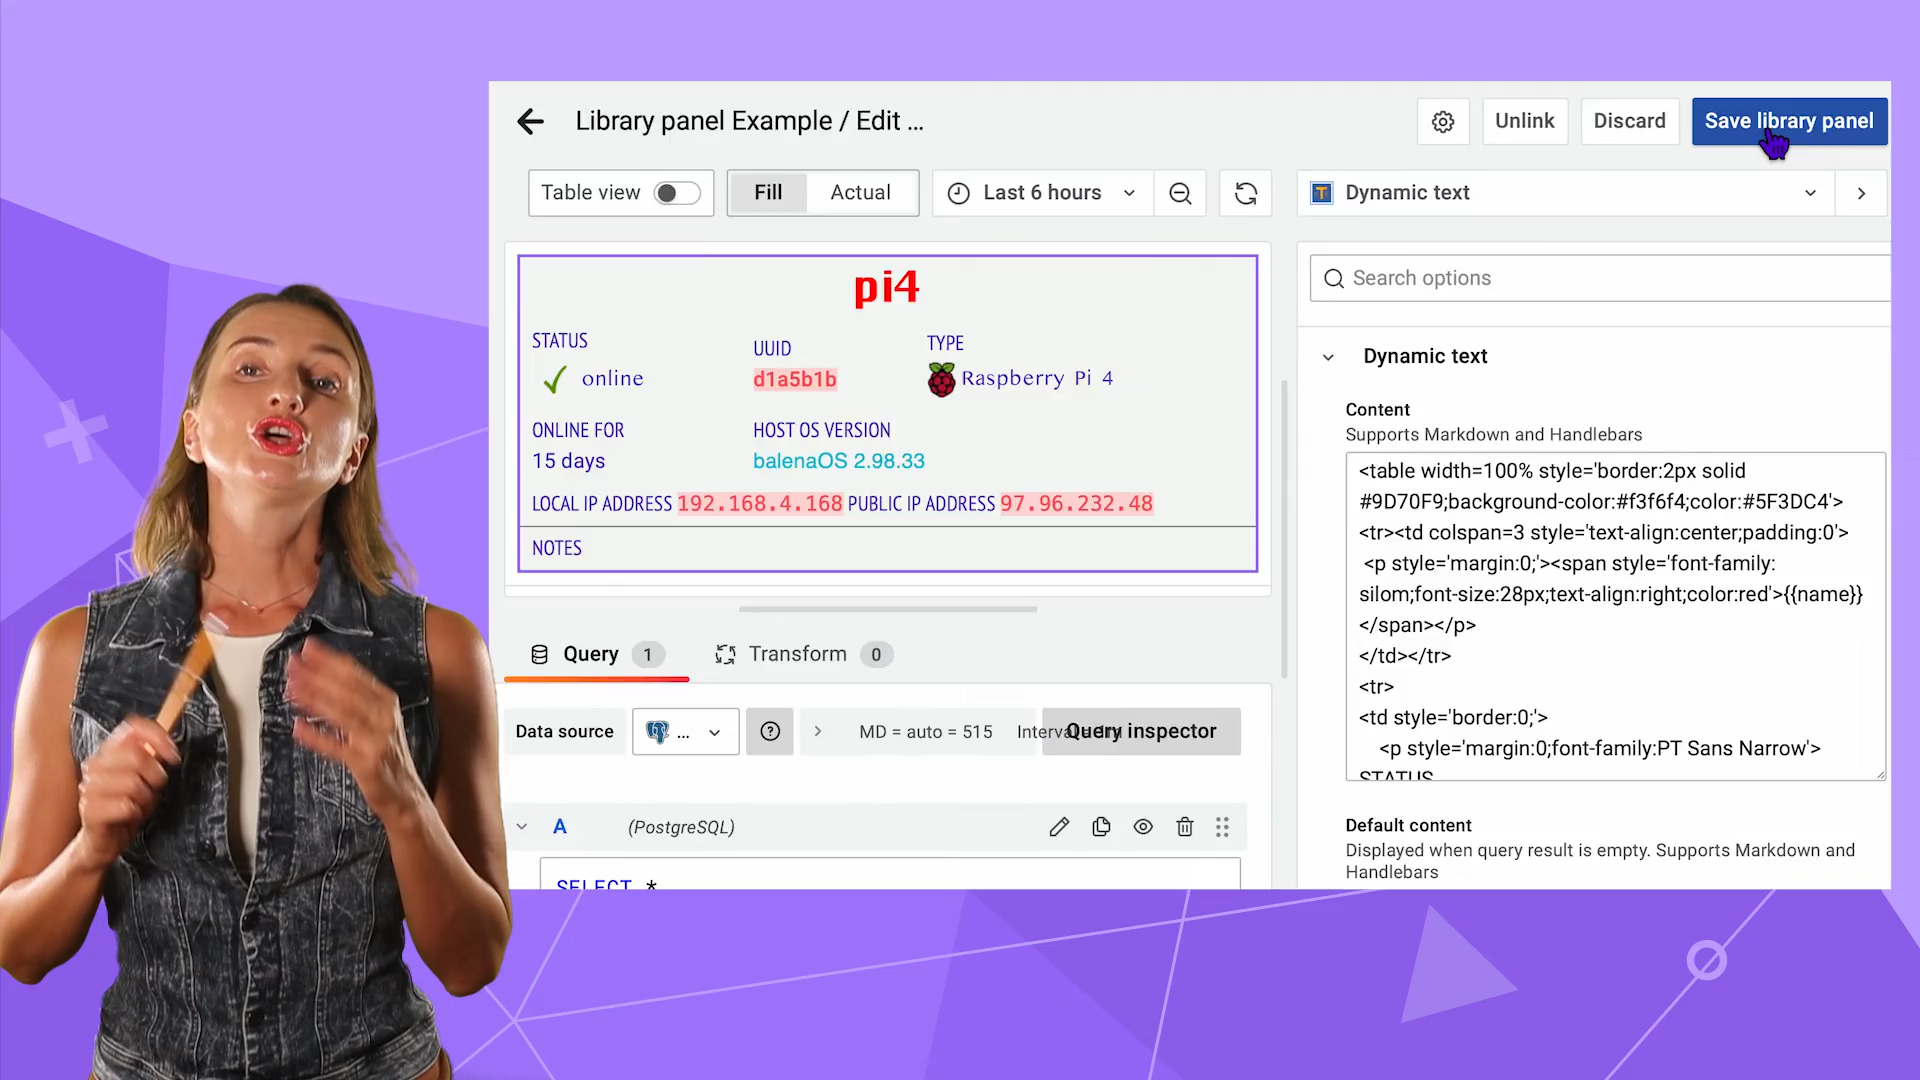 Library panel Example / Edit ...
Unlink
Discard
Save library panel
Table view
Fill
Actual
Last 6 hours
Dynamic text
pi4
STATUS
online
UUID
d1a5b1b
TYPE
Raspberry Pi 4
ONLINE FOR
15 days
HOST OS VERSION
balenaOS 2.98.33
LOCAL IP ADDRESS 192.168.4.168 PUBLIC IP ADDRESS 97.96.232.48
NOTES
Query 1
Transform 0
Data source
...
MD = auto = 515
Query inspector
A
(PostgreSQL)
SELECT *
Search options
Dynamic text
Content
Supports Markdown and Handlebars
<table width=100% style='border:2px solid
#9D70F9;background-color:#f3f6f4;color:#5F3DC4'>
<tr><td colspan=3 style='text-align:center;padding:0'>
<p style='margin:0;'><span style='font-family:
silom;font-size:28px;text-align:right;color:red'>{{name}}
</span></p>
</td></tr>
<tr>
<td style='border:0;'>
<p style='margin:0;font-family:PT Sans Narrow'>
STATUS
Default content
Displayed when query result is empty. Supports Markdown and
Handlebars